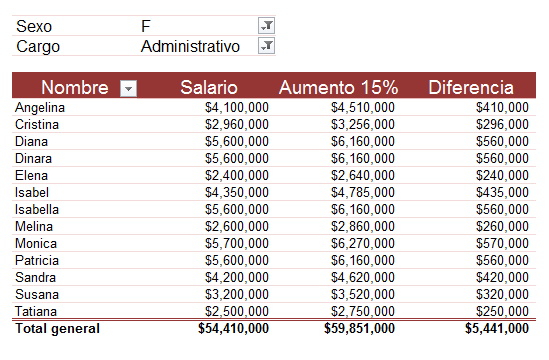 Sexo F
Cargo Administrativo
Nombre Salario Aumento 15% Diferencia
Angelina $4,100,000 $4,510,000 $410,000
Cristina $2,960,000 $3,256,000 $296,000
Diana $5,600,000 $6,160,000 $560,000
Dinara $5,600,000 $6,160,000 $560,000
Elena $2,400,000 $2,640,000 $240,000
Isabel $4,350,000 $4,785,000 $435,000
Isabella $5,600,000 $6,160,000 $560,000
Melina $2,600,000 $2,860,000 $260,000
Monica $5,700,000 $6,270,000 $570,000
Patricia $5,600,000 $6,160,000 $560,000
Sandra $4,200,000 $4,620,000 $420,000
Susana $3,200,000 $3,520,000 $320,000
Tatiana $2,500,000 $2,750,000 $250,000
Total general $54,410,000 $59,851,000 $5,441,000